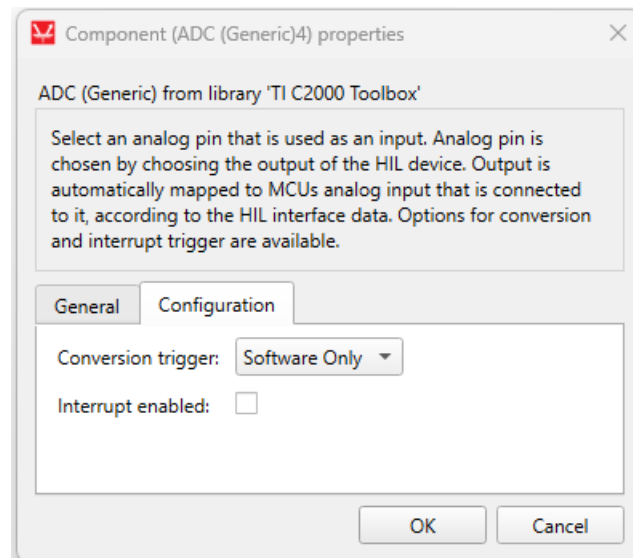 Component (ADC (Generic)4) properties
ADC (Generic) from library 'TI C2000 Toolbox'
Select an analog pin that is used as an input. Analog pin is
chosen by choosing the output of the HIL device. Output is
automatically mapped to MCUs analog input that is connected
to it, according to the HIL interface data. Options for conversion
and interrupt trigger are available.
General Configuration
Conversion trigger: Software Only
Interrupt enabled:
OK Cancel